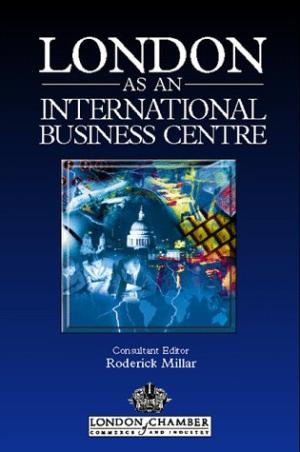 LONDON
AS AN
INTERNATIONAL
BUSINESS CENTRE
Consultant Editor
Roderick Millar
LONDON CHAMBER
COMMERCE AND INDUSTRY